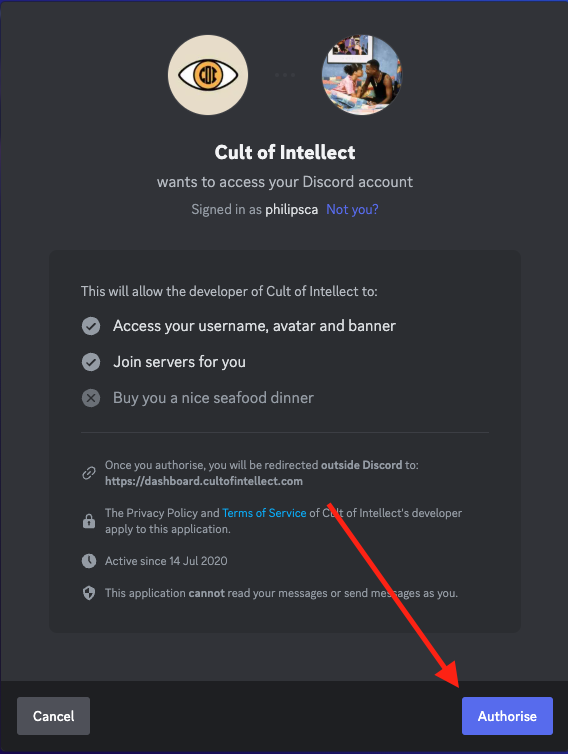 COI
Cult of Intellect
wants to access your Discord account
Signed in as philipsca Not you?
This will allow the developer of Cult of Intellect to:
Access your username, avatar and banner
Join servers for you
Buy you a nice seafood dinner
Once you authorise, you will be redirected outside Discord to:
https://dashboard.cultofintellect.com
The Privacy Policy and Terms of Service of Cult of Intellect's developer
apply to this application.
Active since 14 Jul 2020
This application cannot read your messages or send messages as you.
Cancel
Authorise